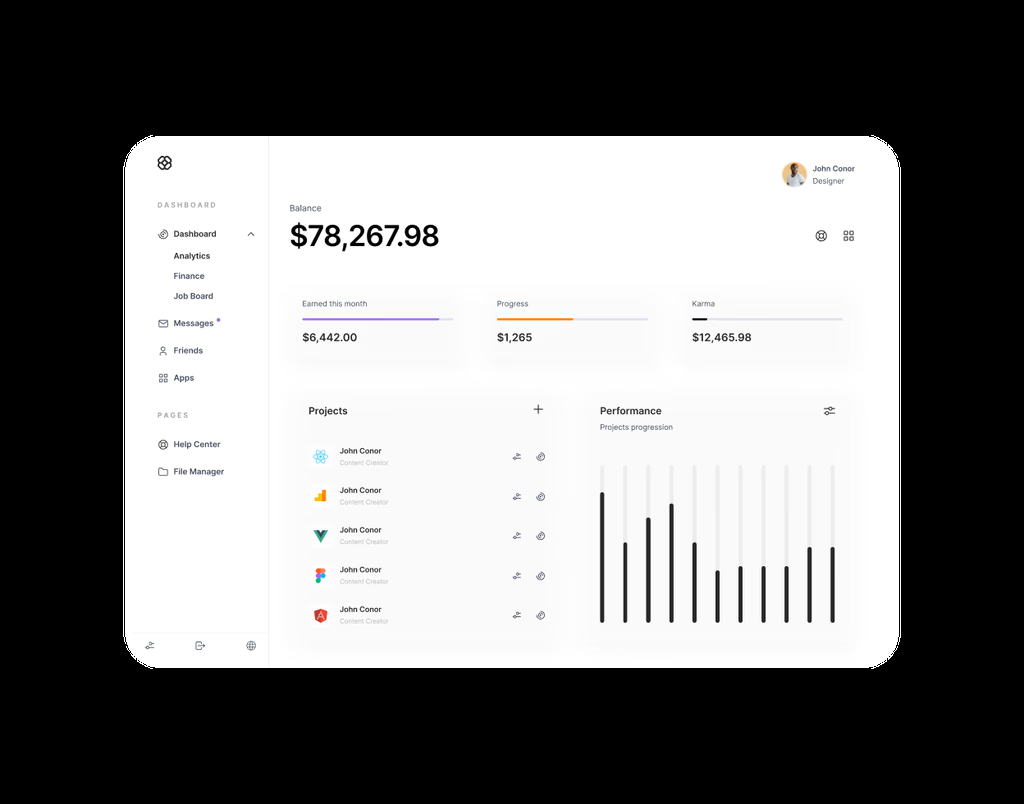 DASHBOARD
Dashboard
Analytics
Finance
Job Board
Messages
Friends
Apps
PAGES
Help Center
File Manager
John Conor
Designer
Balance
$78,267.98
Earned this month
$6,442.00
Progress
$1,265
Karma
$12,465.98
Projects
John Conor
Content Creator
John Conor
Content Creator
John Conor
Content Creator
John Conor
Content Creator
John Conor
Content Creator
Performance
Projects progression